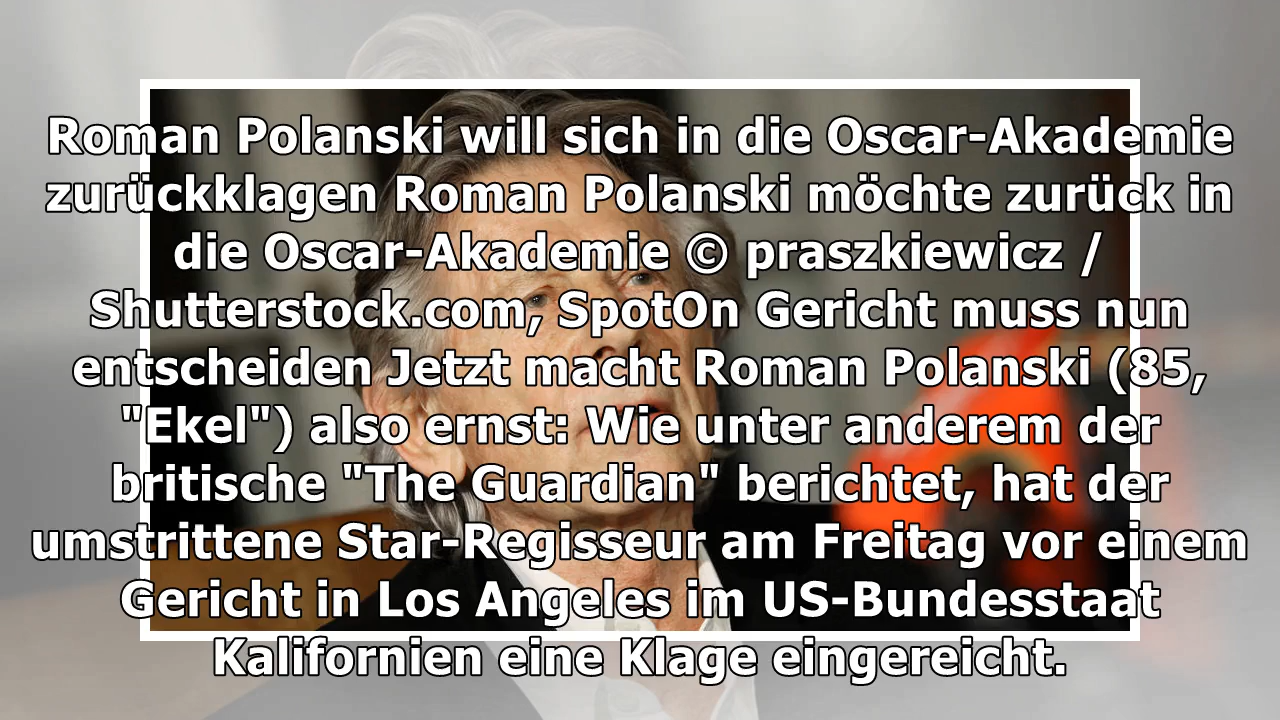 Roman Polanski will sich in die Oscar-Akademie
zurückklagen Roman Polanski möchte zurück in
die Oscar-Akademie © praszkiewicz /
Shutterstock.com, SpotOn Gericht muss nun
entscheiden Jetzt macht Roman Polanski (85,
"Ekel") also ernst: Wie unter anderem der
britische "The Guardian" berichtet, hat der
umstrittene Star-Regisseur am Freitag vor einem
Gericht in Los Angeles im US-Bundesstaat
Kalifornien eine Klage eingereicht.